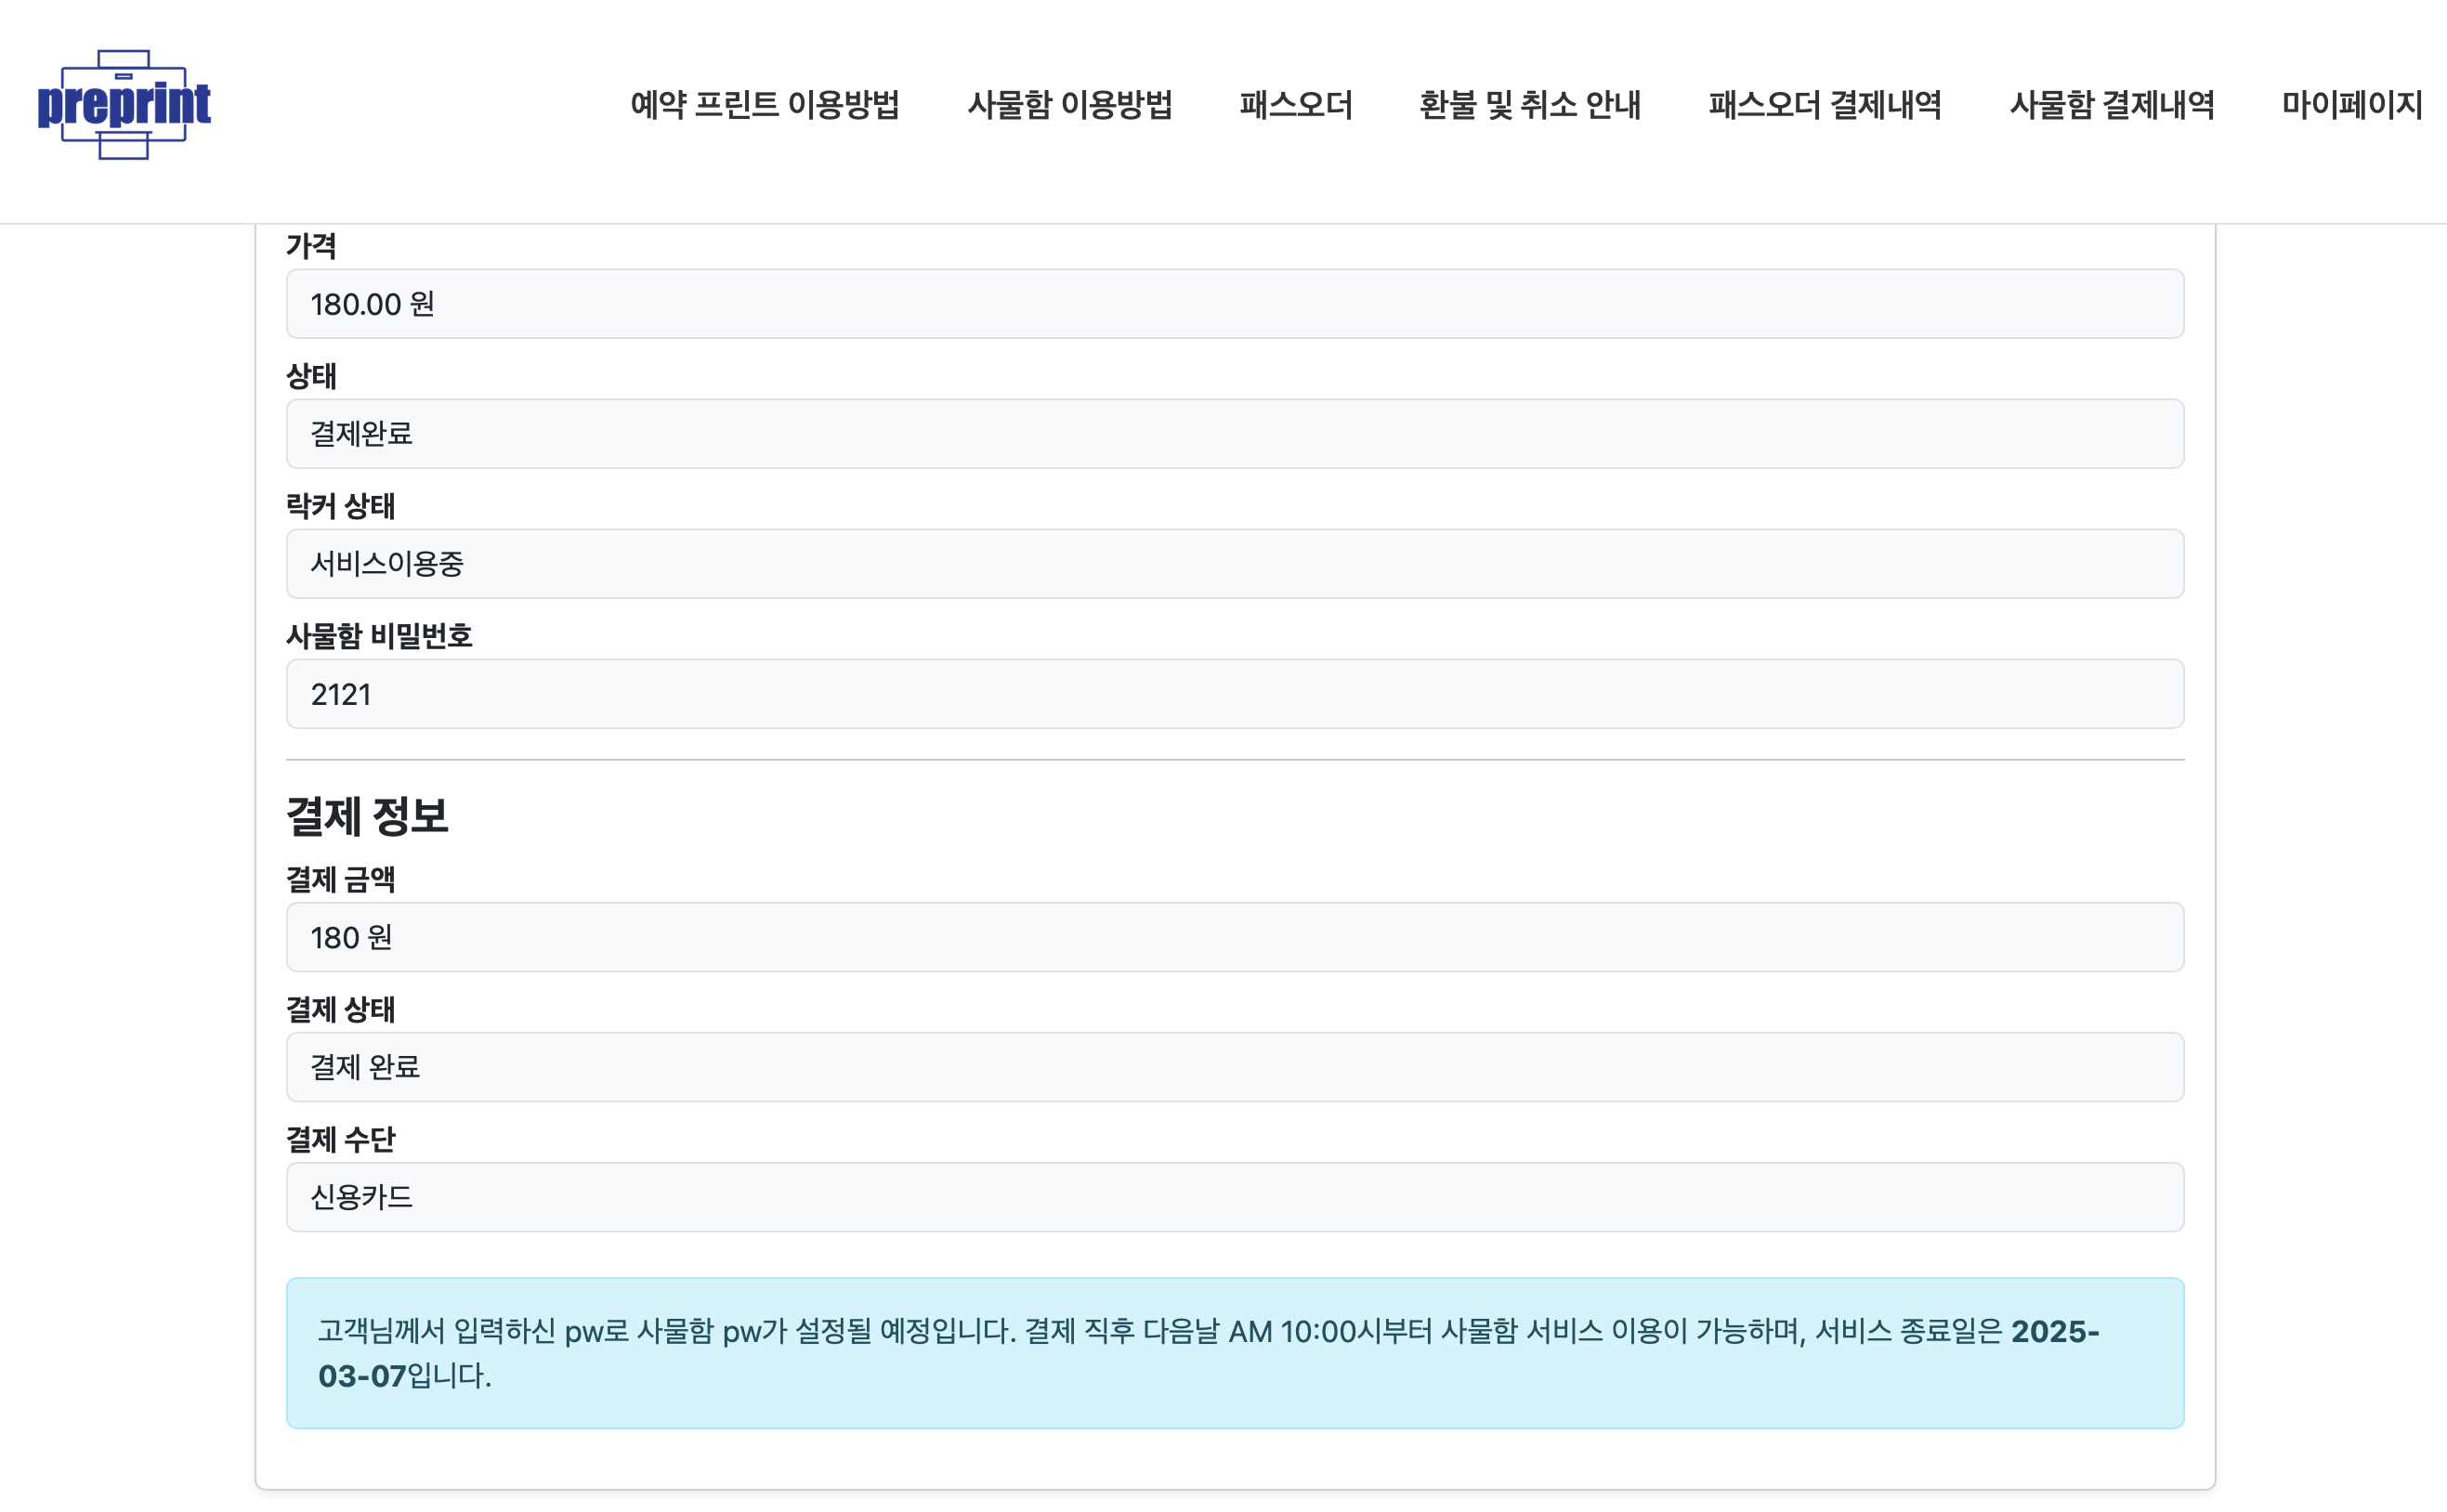 preprint
예약 프린트 이용방법 사물함 이용방법 패스오더 환불 및 취소 안내 패스오더 결제내역 사물함 결제내역 마이페이지
가격
180.00 원
상태
결제완료
락커 상태
서비스이용중
사물함 비밀번호
2121
결제 정보
결제 금액
180 원
결제 상태
결제 완료
결제 수단
신용카드
고객님께서 입력하신 pw로 사물함 pw가 설정될 예정입니다. 결제 직후 다음날 AM 10:00시부터 사물함 서비스 이용이 가능하며, 서비스 종료일은 2025-
03-07입니다.